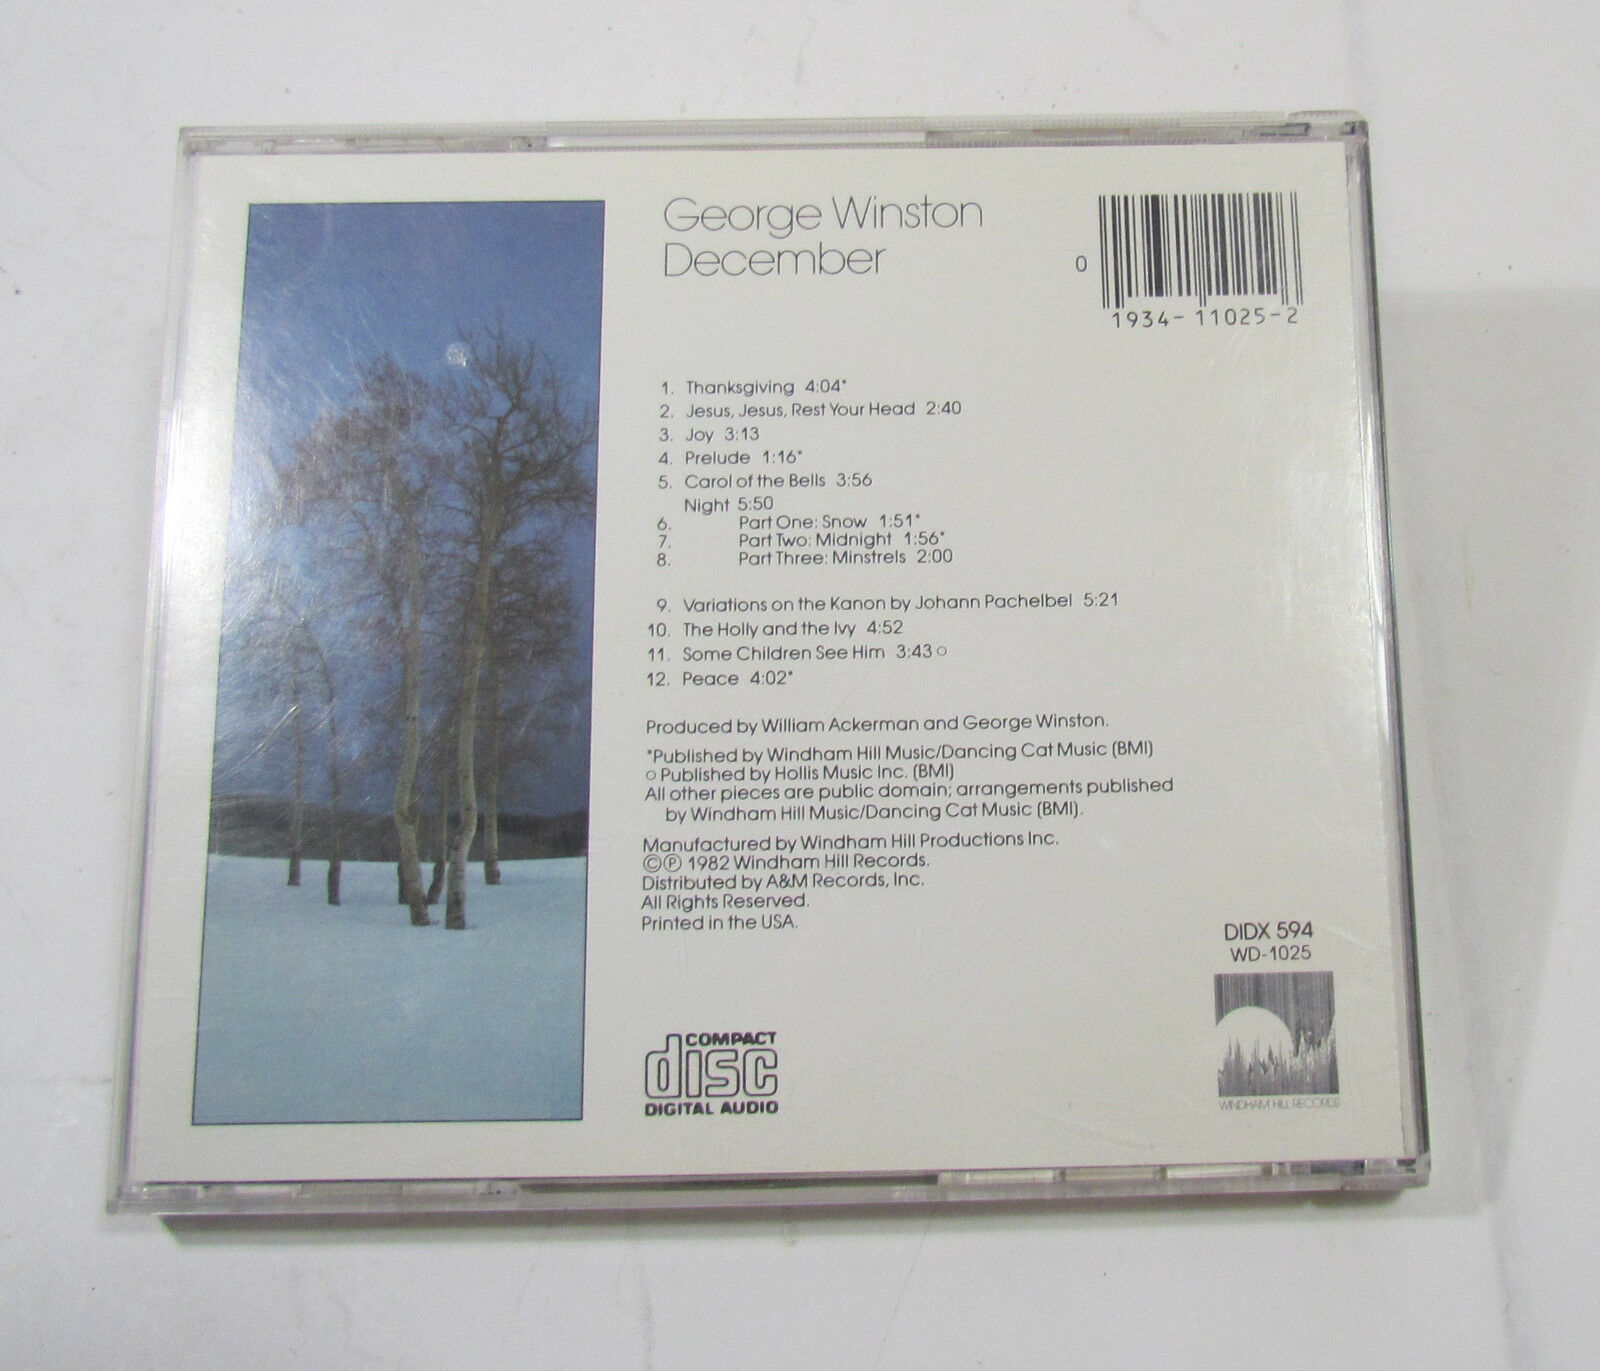 George Winston
December
0
1934-11025-2
1. Thanksgiving 4:04*
2. Jesus, Jesus, Rest Your Head 2:40
3. Joy 3:13
4. Prelude 1:16*
5. Carol of the Bells 3:56
Night 5:50
6. Part One: Snow 1:51*
7. Part Two: Midnight 1:56*
8. Part Three: Minstrels 2:00
9. Variations on the Kanon by Johann Pachelbel 5:21
10. The Holly and the Ivy 4:52
11. Some Children See Him 3:43 ○
12. Peace 4:02*
Produced by William Ackerman and George Winston.
*Published by Windham Hill Music/Dancing Cat Music (BMI)
○ Published by Hollis Music Inc. (BMI)
All other pieces are public domain; arrangements published
by Windham Hill Music/Dancing Cat Music (BMI).
Manufactured by Windham Hill Productions Inc.
©℗ 1982 Windham Hill Records.
Distributed by A&M Records, Inc.
All Rights Reserved.
Printed in the USA.
DIDX 594
WD-1025
WINDHAM HILL RECORDS
COMPACT
disc
DIGITAL AUDIO